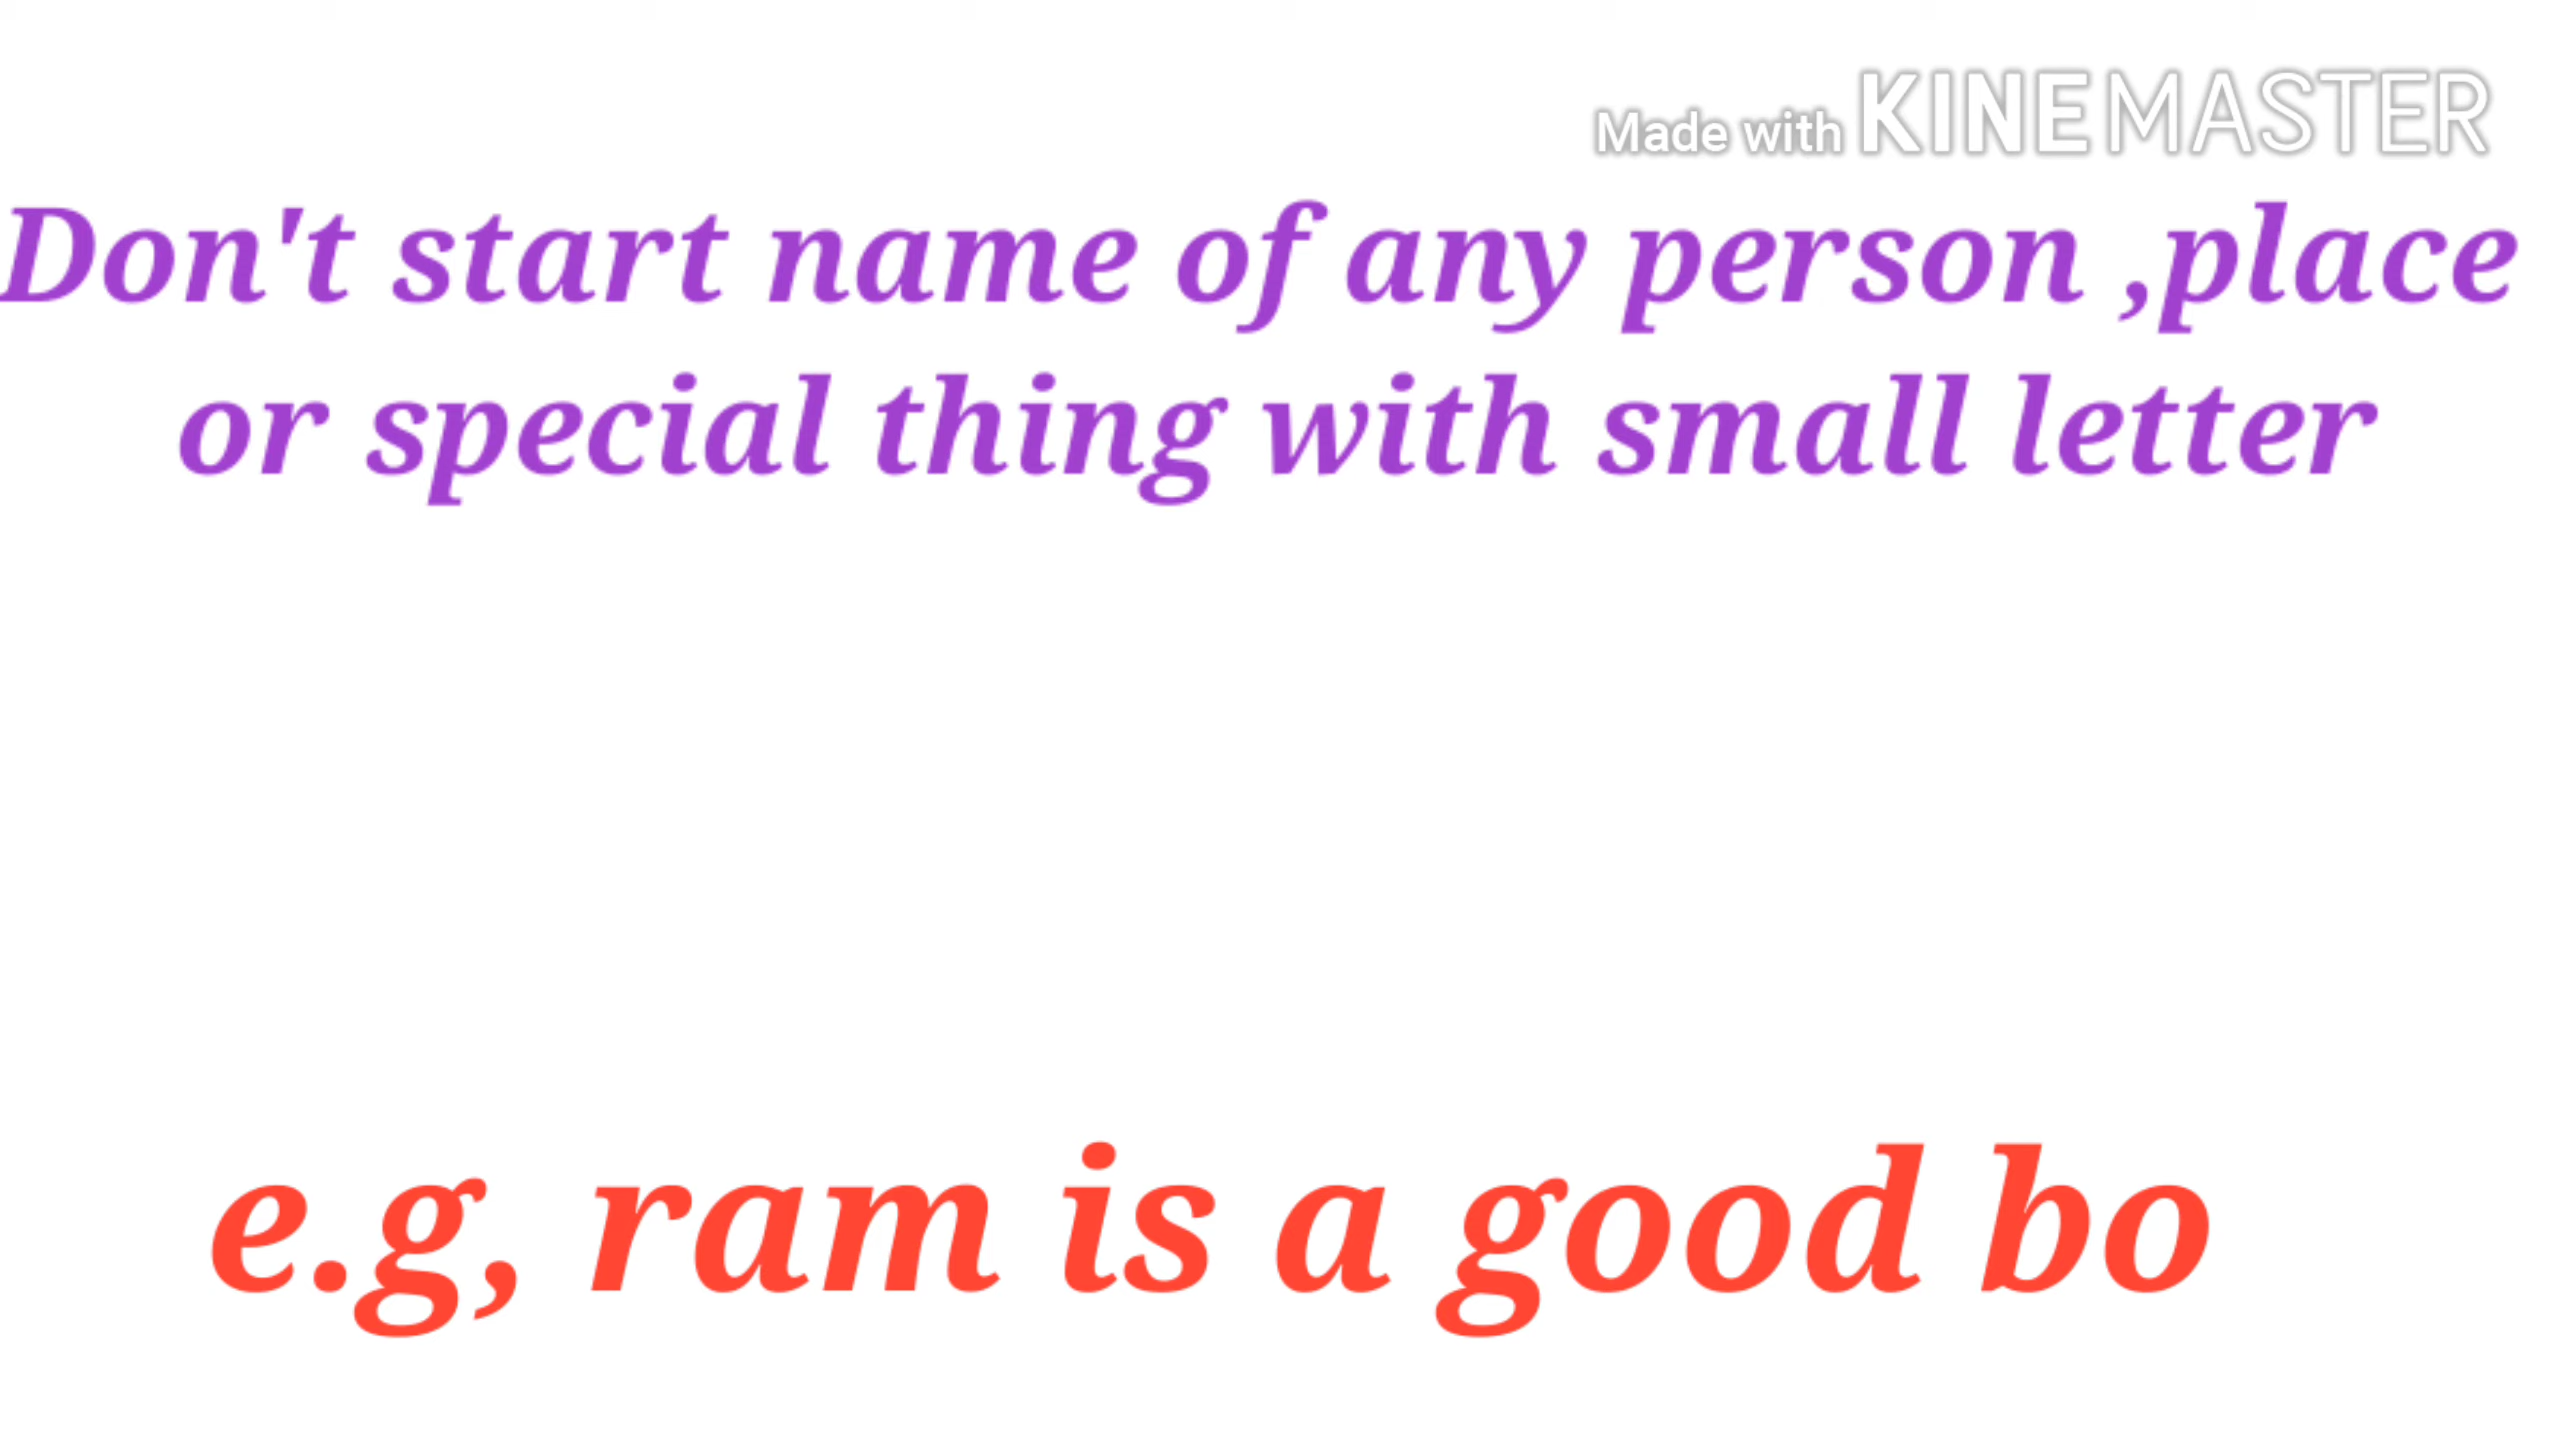 Made with KINEMASTER
Don't start name of any person ,place
or special thing with small letter
e.g, ram is a good bo